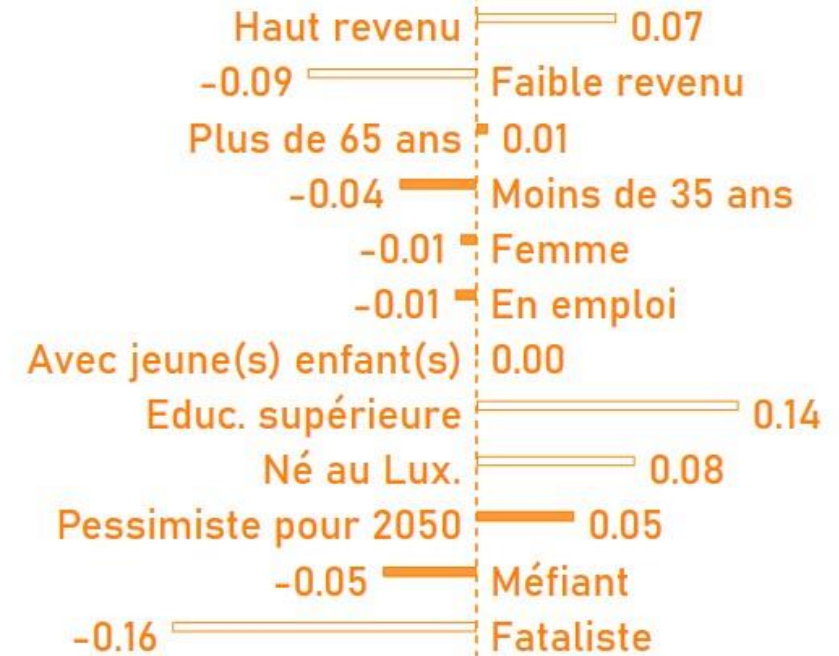 Haut revenu 0.07
-0.09 Faible revenu
Plus de 65 ans 0.01
-0.04 Moins de 35 ans
-0.01 Femme
-0.01 En emploi
Avec jeune(s) enfant(s) 0.00
Educ. supérieure 0.14
Né au Lux. 0.08
Pessimiste pour 2050 0.05
-0.05 Méfiant
-0.16 Fataliste